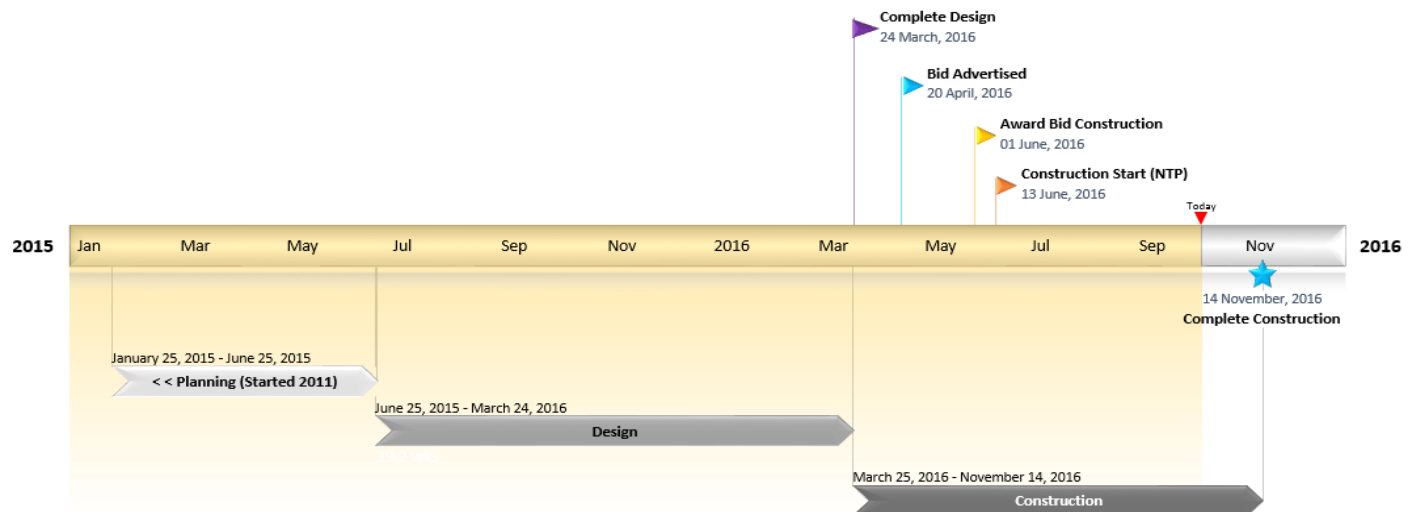 Complete Design
24 March, 2016
Bid Advertised
20 April, 2016
Award Bid Construction
01 June, 2016
Construction Start (NTP)
13 June, 2016
Today
2015 Jan Mar May Jul Sep Nov 2016 Mar May Jul Sep Nov 2016
14 November, 2016
Complete Construction
January 25, 2015 - June 25, 2015
< < Planning (Started 2011)
June 25, 2015 - March 24, 2016
Design
March 25, 2016 - November 14, 2016
Construction